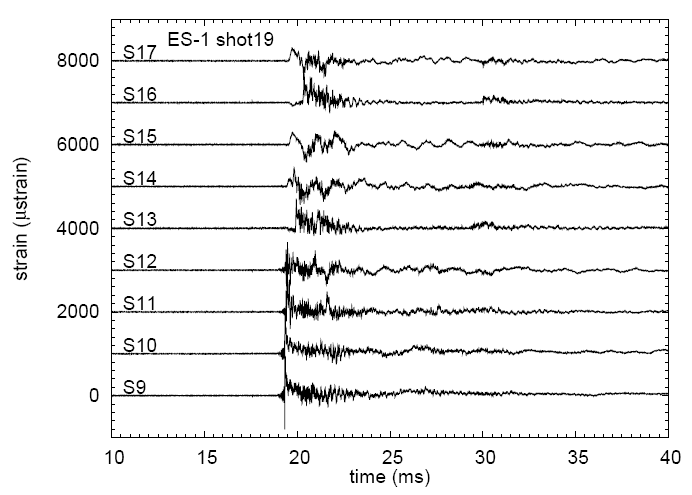 ES-1 shot19
8000 S17
S16
6000 S15
S14
4000 S13
S12
2000 S11
S10
0 S9
strain (μstrain)
10 15 20 25 30 35 40
time (ms)